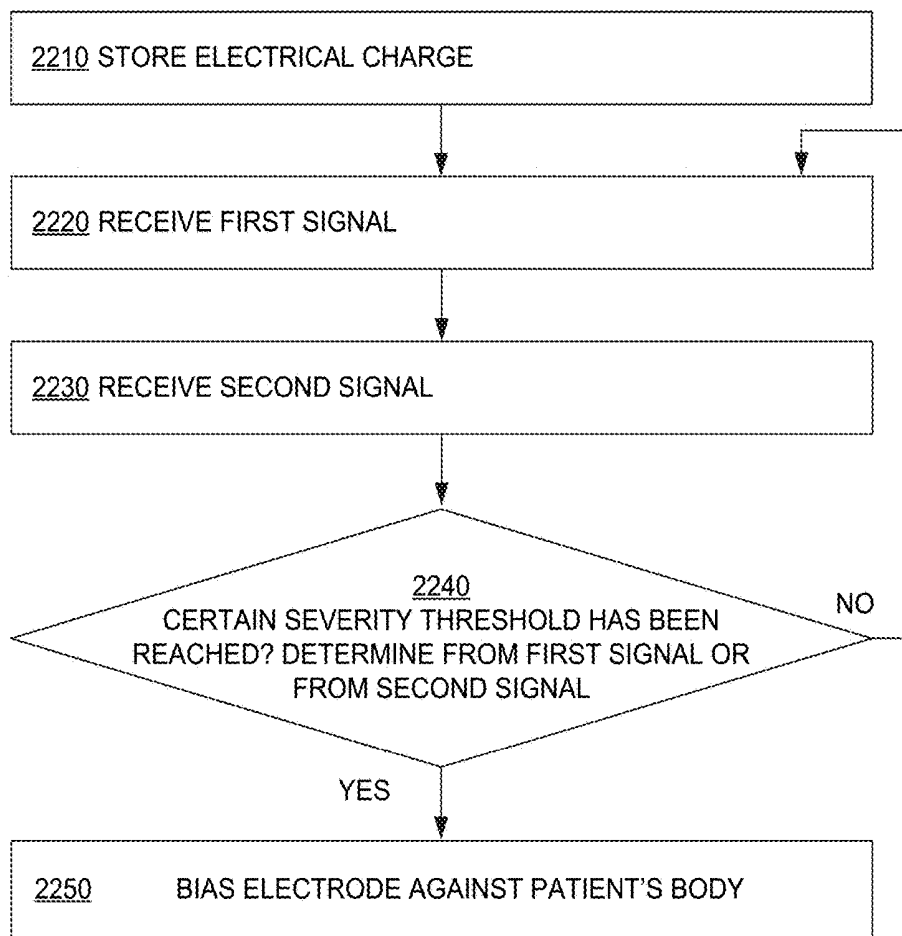 2210 STORE ELECTRICAL CHARGE
2220 RECEIVE FIRST SIGNAL
2230 RECEIVE SECOND SIGNAL
2240
CERTAIN SEVERITY THRESHOLD HAS BEEN
REACHED? DETERMINE FROM FIRST SIGNAL OR
FROM SECOND SIGNAL
NO
YES
2250 BIAS ELECTRODE AGAINST PATIENT'S BODY